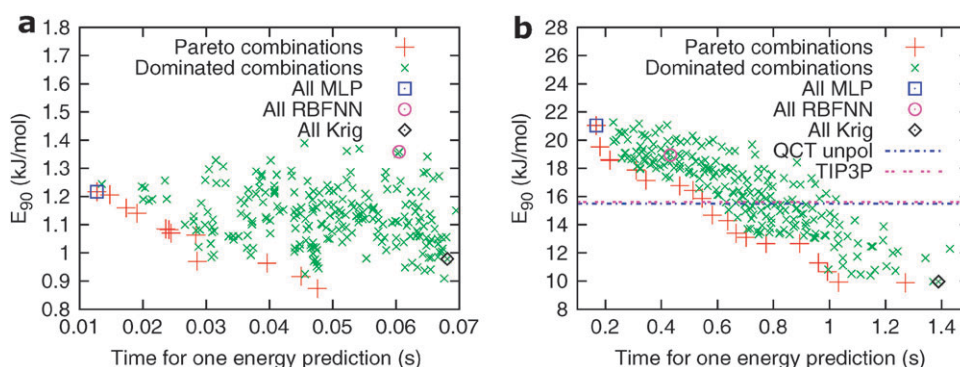 a
E90 (kJ/mol)
1.8
1.7
1.6
1.5
1.4
1.3
1.2
1.1
1
0.9
0.8
Pareto combinations
Dominated combinations
All MLP
All RBFNN
All Krig
0.01 0.02 0.03 0.04 0.05 0.06 0.07
Time for one energy prediction (s)
b
E90 (kJ/mol)
28
26
24
22
20
18
16
14
12
10
8
Pareto combinations
Dominated combinations
All MLP
All RBFNN
All Krig
QCT unpol
TIP3P
0.2 0.4 0.6 0.8 1 1.2 1.4
Time for one energy prediction (s)